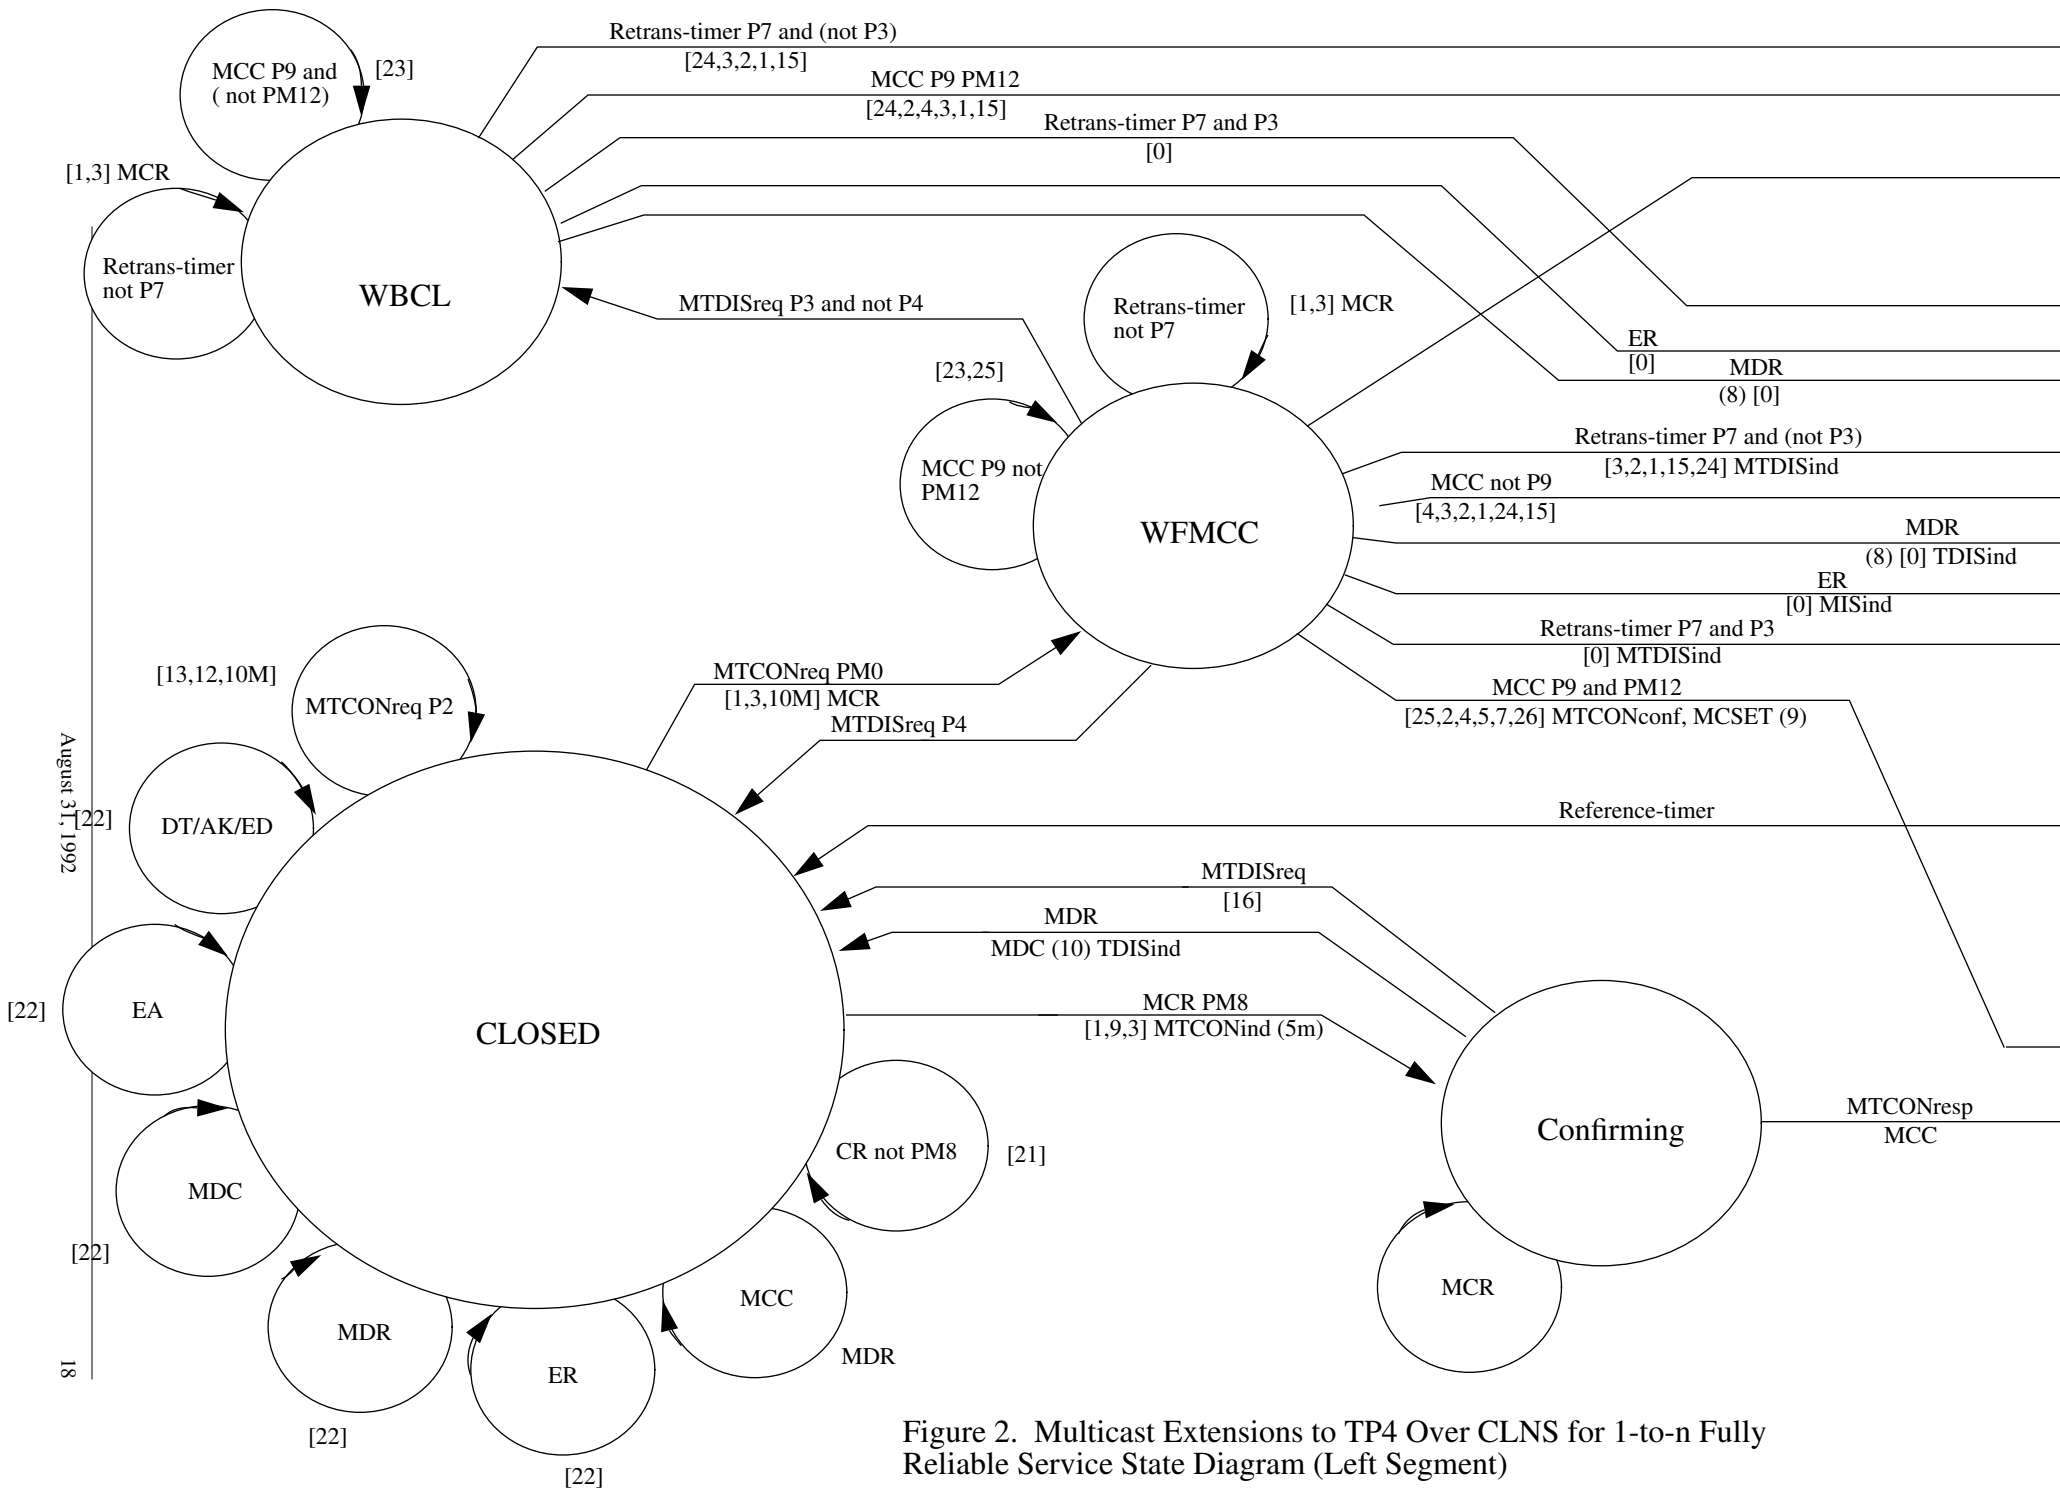 Retrans-timer P7 and (not P3)
[24,3,2,1,15]
MCC P9 and
( not PM12)
[23]
MCC P9 PM12
[24,2,4,3,1,15]
Retrans-timer P7 and P3
[0]
[1,3] MCR
Retrans-timer
not P7
WBCL
MTDISreq P3 and not P4
Retrans-timer
not P7
[1,3] MCR
ER
[0]
MDR
(8) [0]
[23,25]
MCC P9 not
PM12
WFMCC
Retrans-timer P7 and (not P3)
[3,2,1,15,24] MTDISind
MCC not P9
[4,3,2,1,24,15]
MDR
(8) [0] TDISind
ER
[0] MISind
Retrans-timer P7 and P3
[0] MTDISind
MCC P9 and PM12
[25,2,4,5,7,26] MTCONconf, MCSET (9)
[13,12,10M]
MTCONreq P2
MTCONreq PM0
[1,3,10M] MCR
MTDISreq P4
August 31, 1992
[22]
DT/AK/ED
Reference-timer
MTDISreq
[16]
MDR
MDC (10) TDISind
[22]
EA
CLOSED
MCR PM8
[1,9,3] MTCONind (5m)
Confirming
MTCONresp
MCC
CR not PM8
[21]
MDC
[22]
MCR
MDR
[22]
ER
[22]
MCC
MDR
18
Figure 2.  Multicast Extensions to TP4 Over CLNS for 1-to-n Fully
Reliable Service State Diagram (Left Segment)